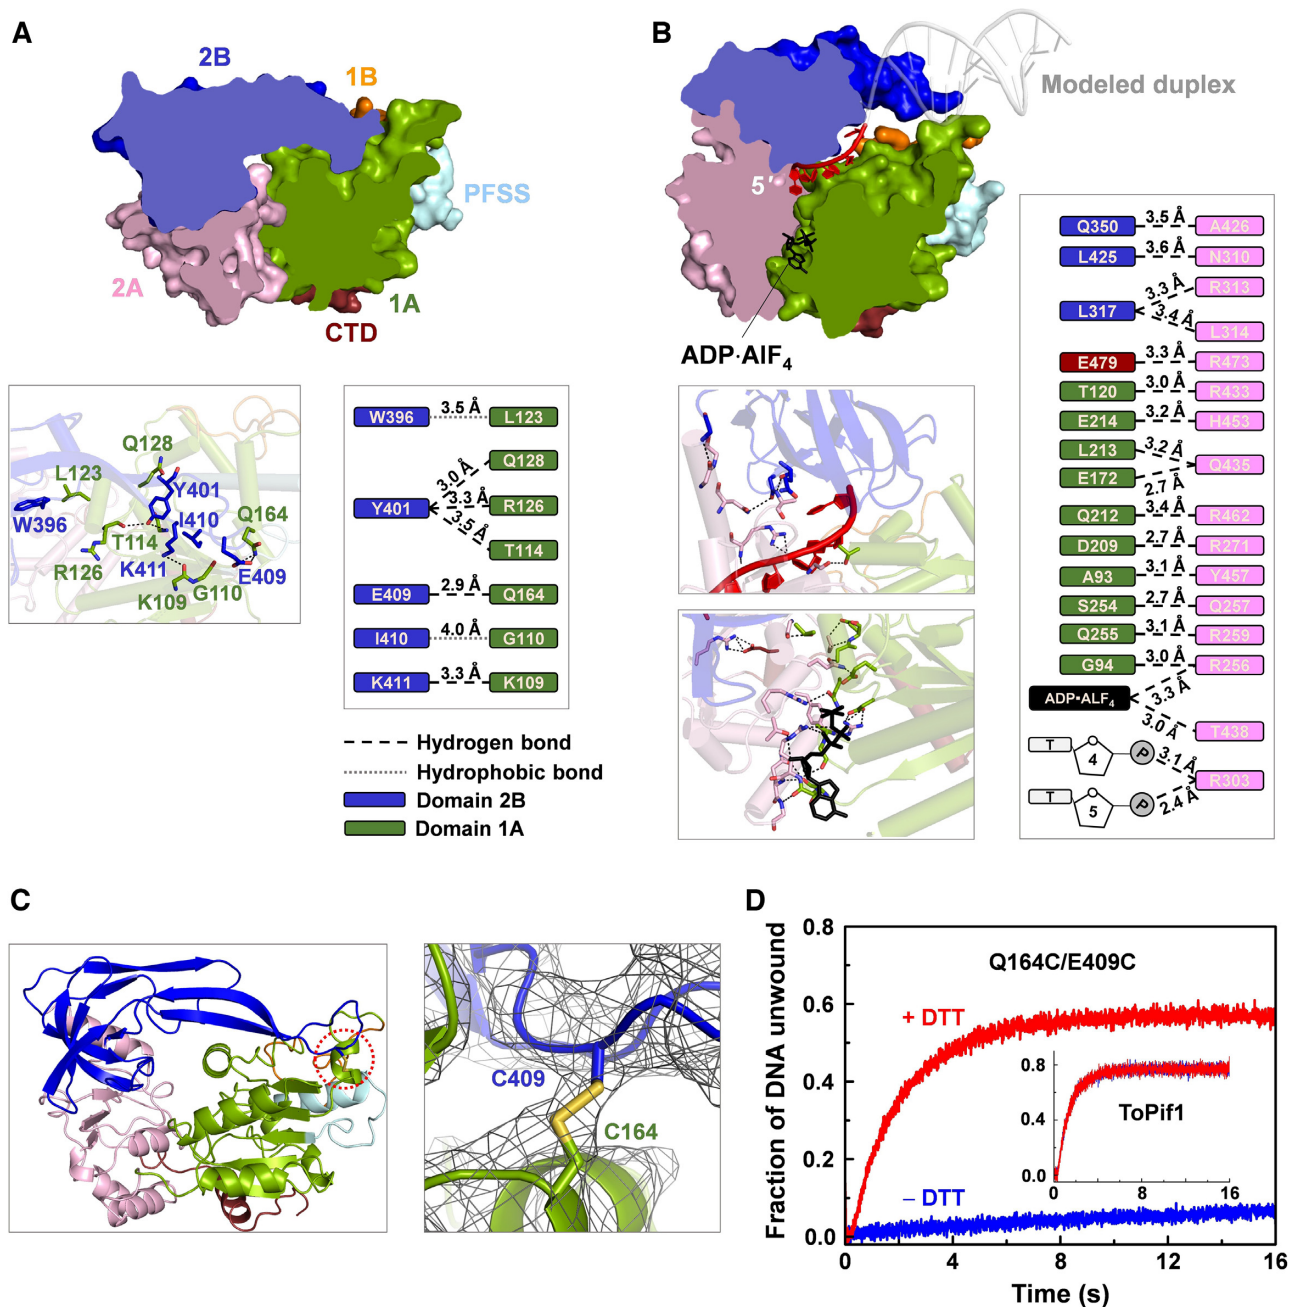 A
2B
1B
PFSS
2A
1A
CTD
Q128
L123
Y401
W396
I410
Q164
T114
R126
K411
E409
K109
G110
W396 3.5 Å L123
3.0 Å Q128
Y401 3.3 Å R126
3.5 Å T114
E409 2.9 Å Q164
I410 4.0 Å G110
K411 3.3 Å K109
Hydrogen bond
Hydrophobic bond
Domain 2B
Domain 1A
B
Modeled duplex
5′
ADP·AlF4
Q350 3.5 Å A426
L425 3.6 Å N310
3.3 Å R313
L317
3.4 Å L314
E479 3.3 Å R473
T120 3.0 Å R433
E214 3.2 Å H453
L213 3.2 Å
Q435
E172 2.7 Å
Q212 3.4 Å R462
D209 2.7 Å R271
A93 3.1 Å Y457
S254 2.7 Å Q257
Q255 3.1 Å R259
G94 3.0 Å R256
ADP•ALF4 3.3 Å
3.0 Å T438
T 4 P 3.1 Å
R303
T 5 P 2.4 Å
C
C409
C164
D
Fraction of DNA unwound
0.8
0.6
0.4
0.2
0.0
Q164C/E409C
+ DTT
– DTT
0.8
0.4
0.0
ToPif1
0 8 16
0 4 8 12 16
Time (s)